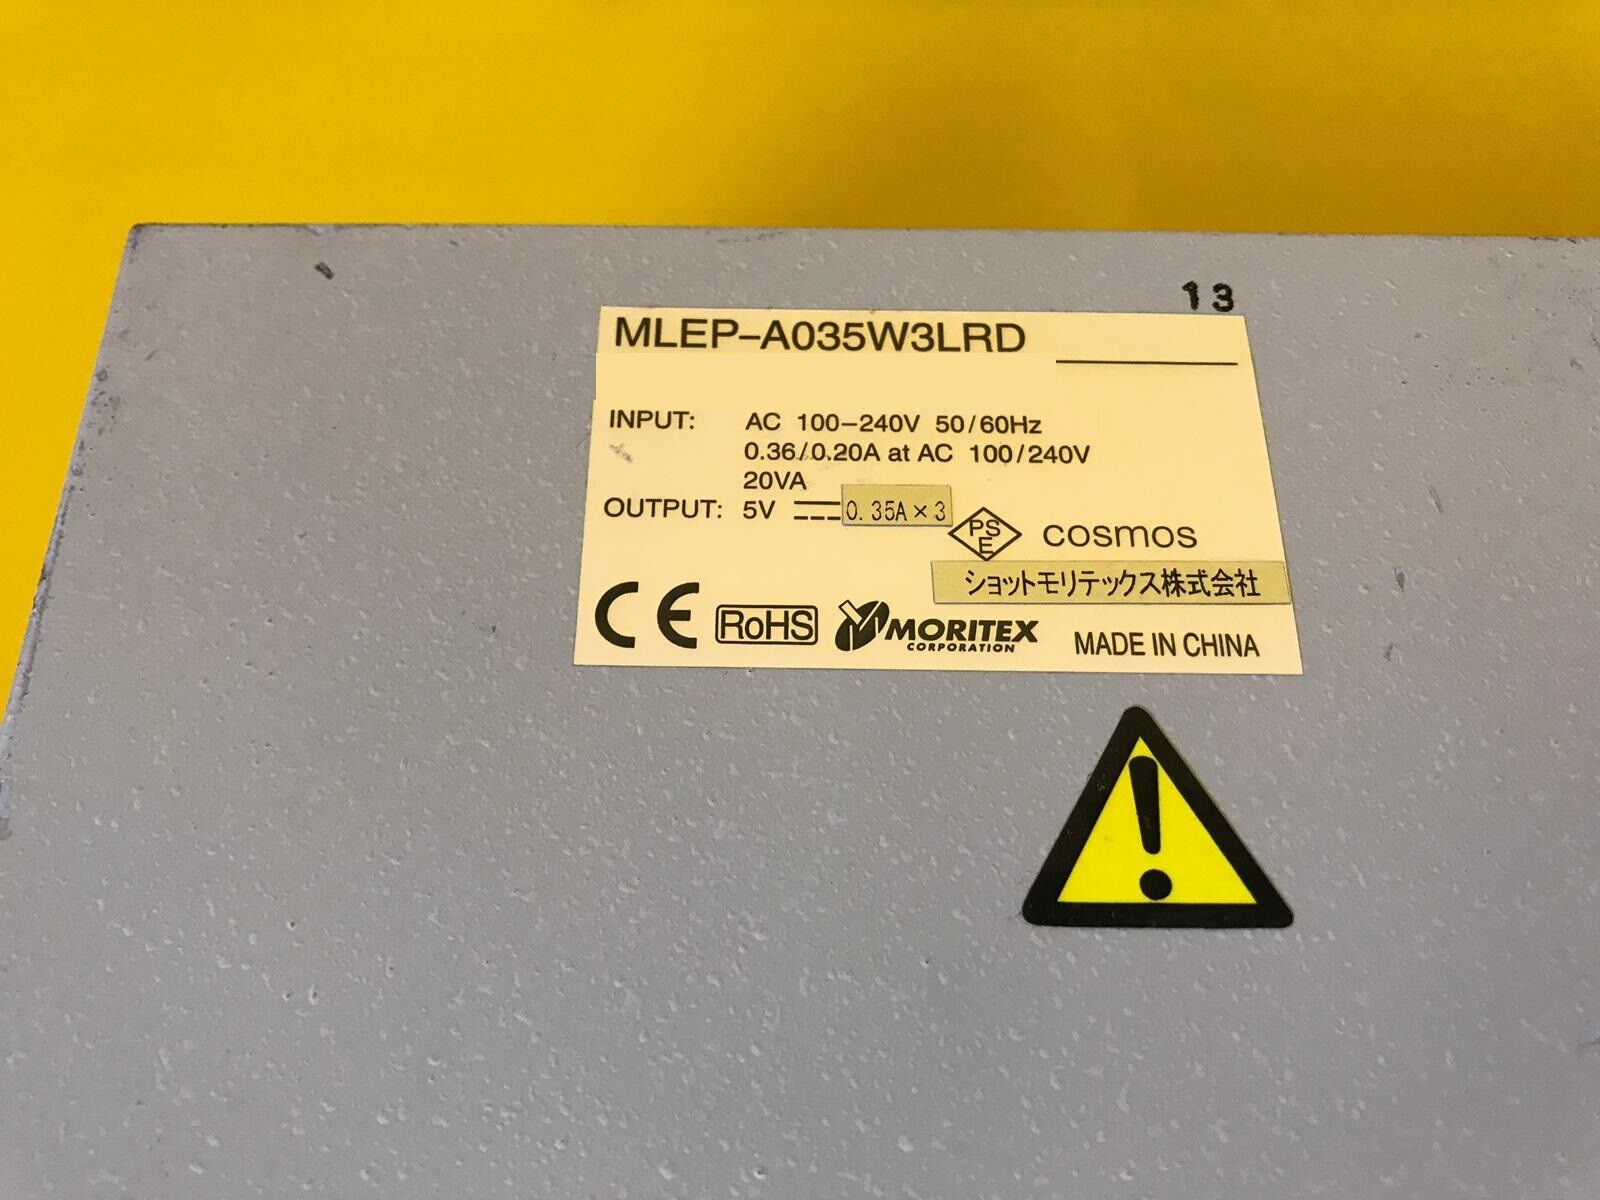 13
MLEP-A035W3LRD
INPUT: AC 100-240V 50/60Hz
0.36/0.20A at AC 100/240V
20VA
OUTPUT: 5V 0.35A×3
PSE cosmos
ショットモリテックス株式会社
CE RoHS MORITEX CORPORATION MADE IN CHINA
!